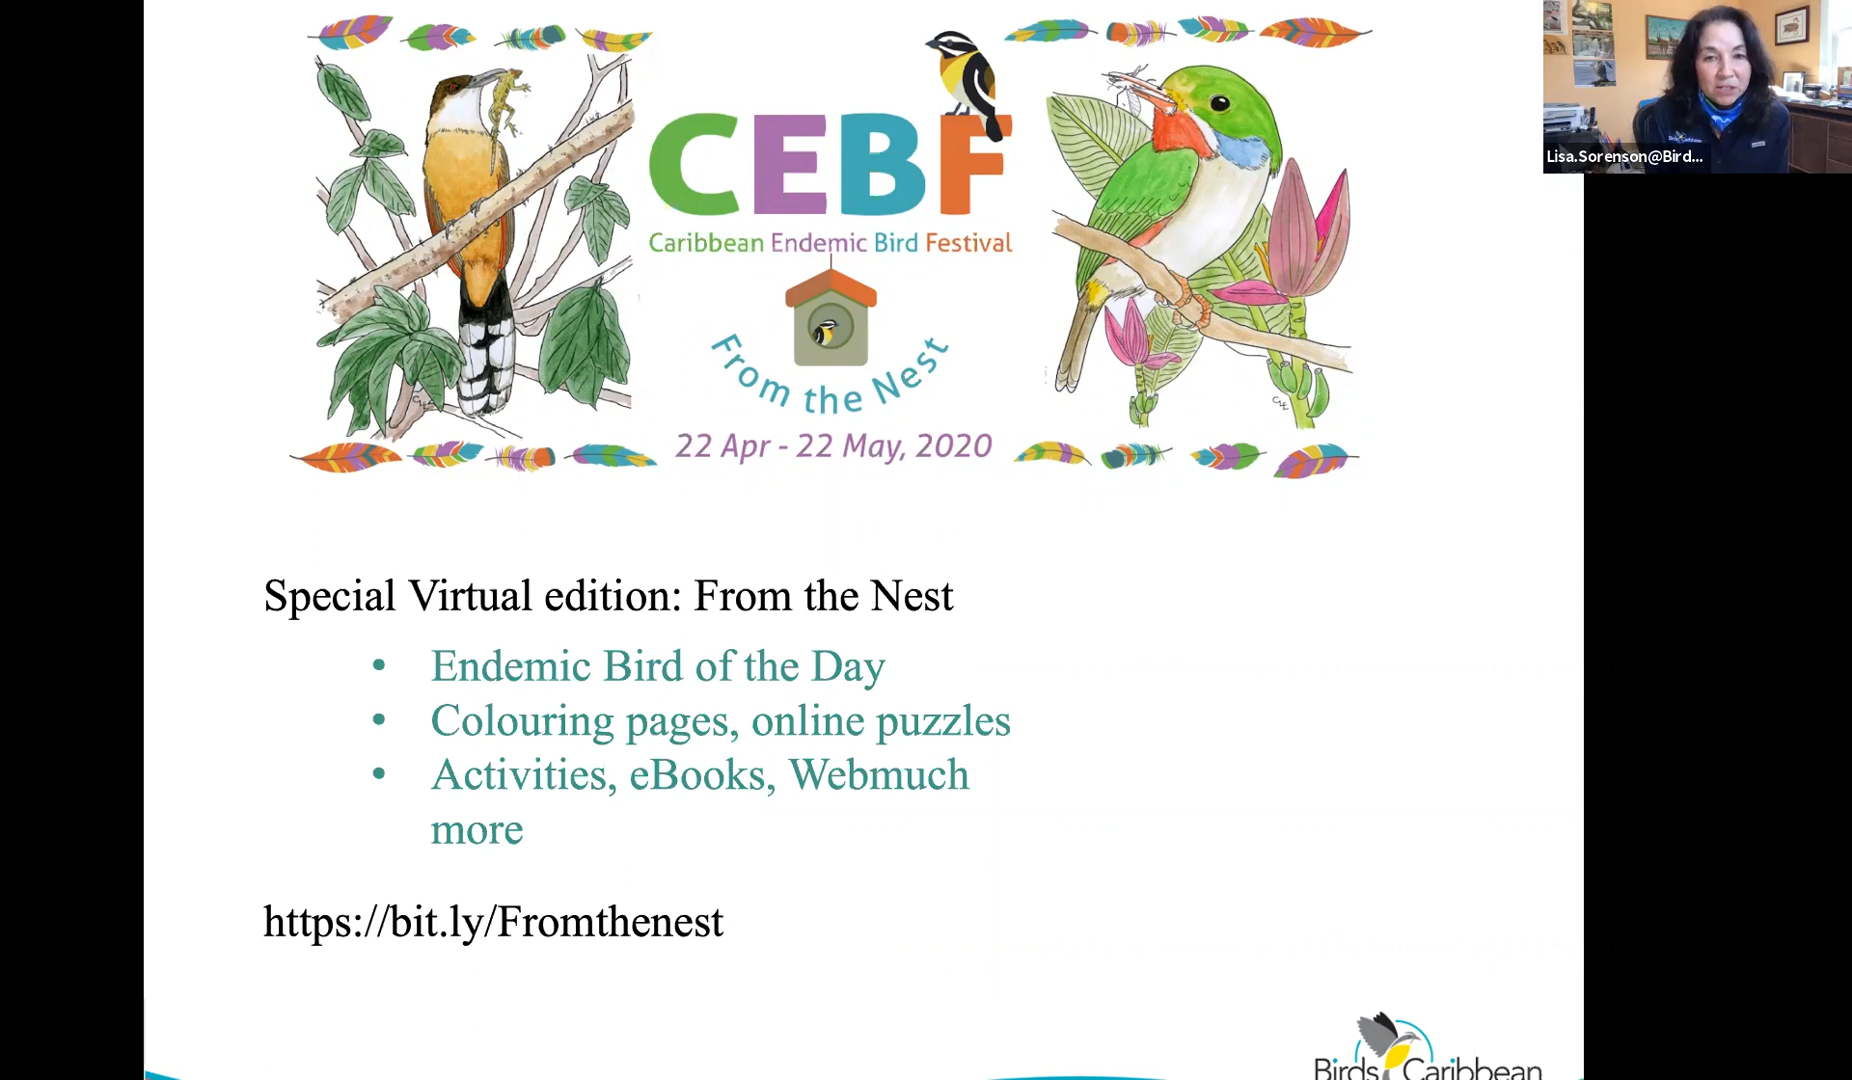 CEBF
Caribbean Endemic Bird Festival
From the Nest
22 Apr - 22 May, 2020
Lisa.Sorenson@Bird...
Special Virtual edition: From the Nest
• Endemic Bird of the Day
• Colouring pages, online puzzles
• Activities, eBooks, Webmuch
more
https://bit.ly/Fromthenest
Birds Caribbean